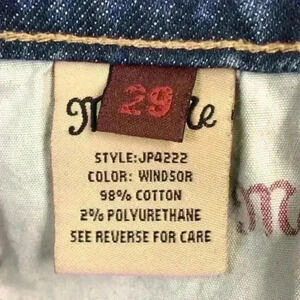 29
STYLE:JP4222
COLOR: WINDSOR
98% COTTON
2% POLYURETHANE
SEE REVERSE FOR CARE